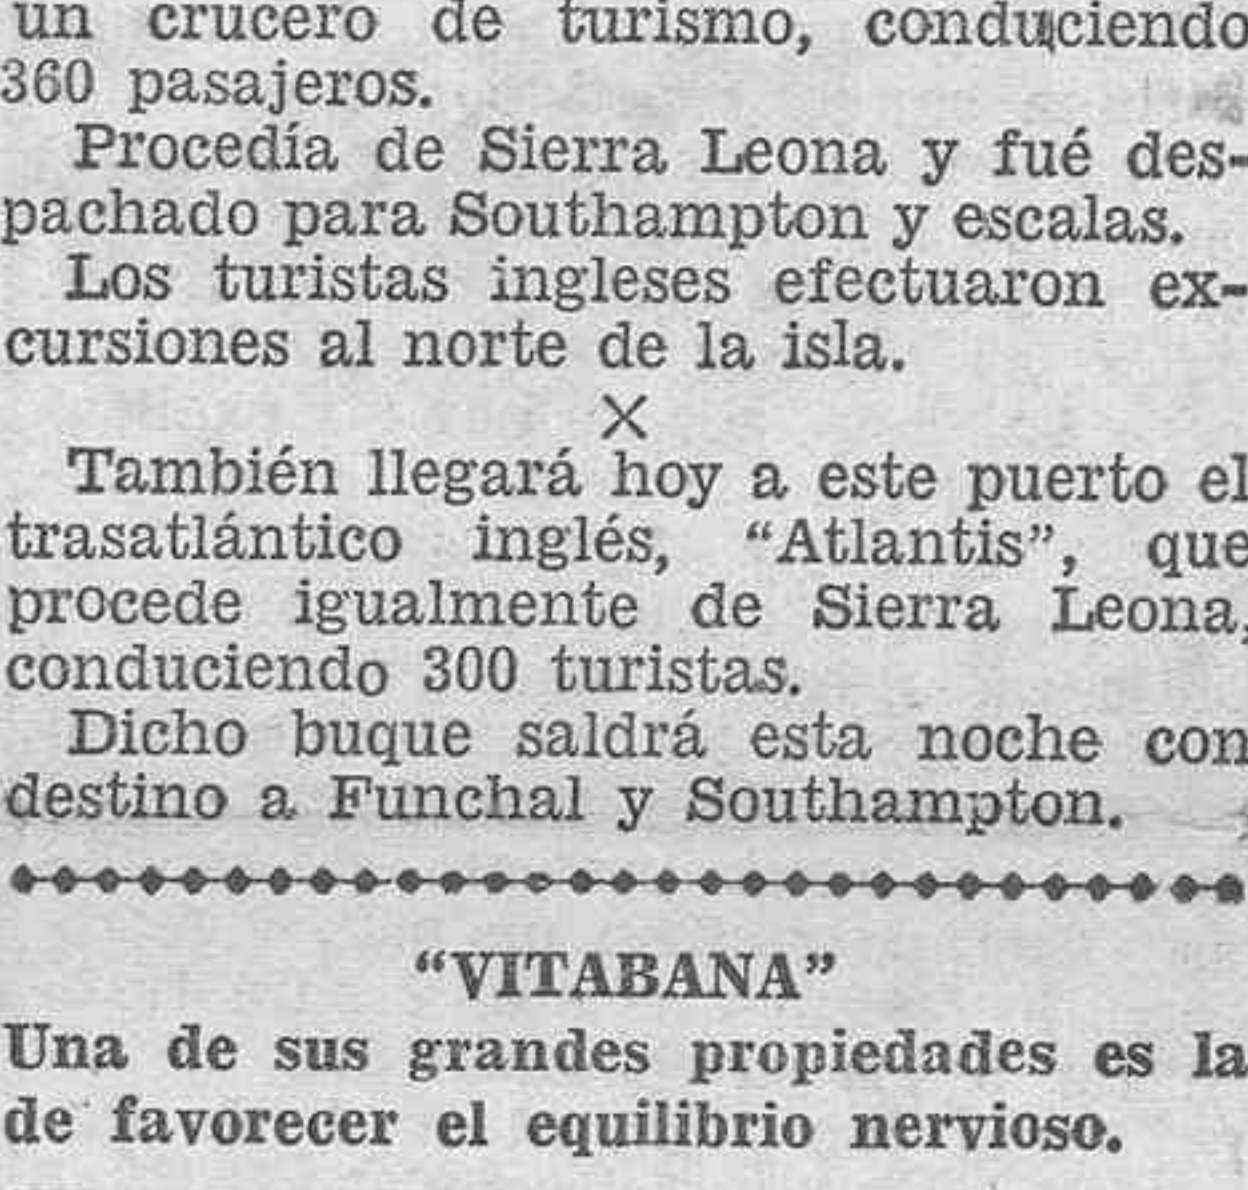 un crucero de turismo, conduciendo
360 pasajeros.
Procedía de Sierra Leona y fué des-
pachado para Southampton y escalas.
Los turistas ingleses efectuaron ex-
cursiones al norte de la isla.
X
También llegará hoy a este puerto el
trasatlántico inglés, “Atlantis”, que
procede igualmente de Sierra Leona,
conduciendo 300 turistas.
Dicho buque saldrá esta noche con
destino a Funchal y Southampton.
“VITABANA”
Una de sus grandes propiedades es la
de favorecer el equilibrio nervioso.